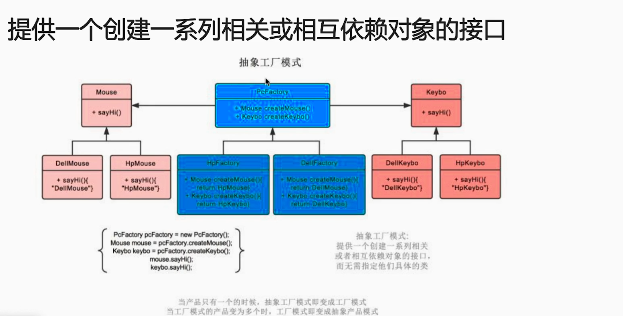 提供一个创建一系列相关或相互依赖对象的接口
抽象工厂模式
Mouse
+ sayHi()
PcFactory
+ Mouse createMouse()
+ Keybo createKeybo()
Keybo
+ sayHi()
DellMouse
+ sayHi(){
"DellMouse"}
HpMouse
+ sayHi(){
"HpMouse"}
HpFactory
+ Mouse createMouse(){
return HpMouse}
+ Keybo createKeybo(){
return HpKeybo}
DellFactory
+ Mouse createMouse(){
return DellMouse}
+ Keybo createKeybo(){
return DellKeybo}
DellKeybo
+ sayHi(){
"DellKeybo"}
HpKeybo
+ sayHi(){
"HpKeybo"}
PcFactory pcFactory = new PcFactory();
Mouse mouse = pcFactory.createMouse();
Keybo keybo = pcFactory.createKeybo();
mouse.sayHi();
keybo.sayHi();
抽象工厂模式:
提供一个创建一系列相关
或者相互依赖对象的接口,
而无需指定他们具体的类
当产品只有一个的时候，抽象工厂模式即变成工厂模式
当工厂模式的产品变为多个时，工厂模式即变成抽象产品模式